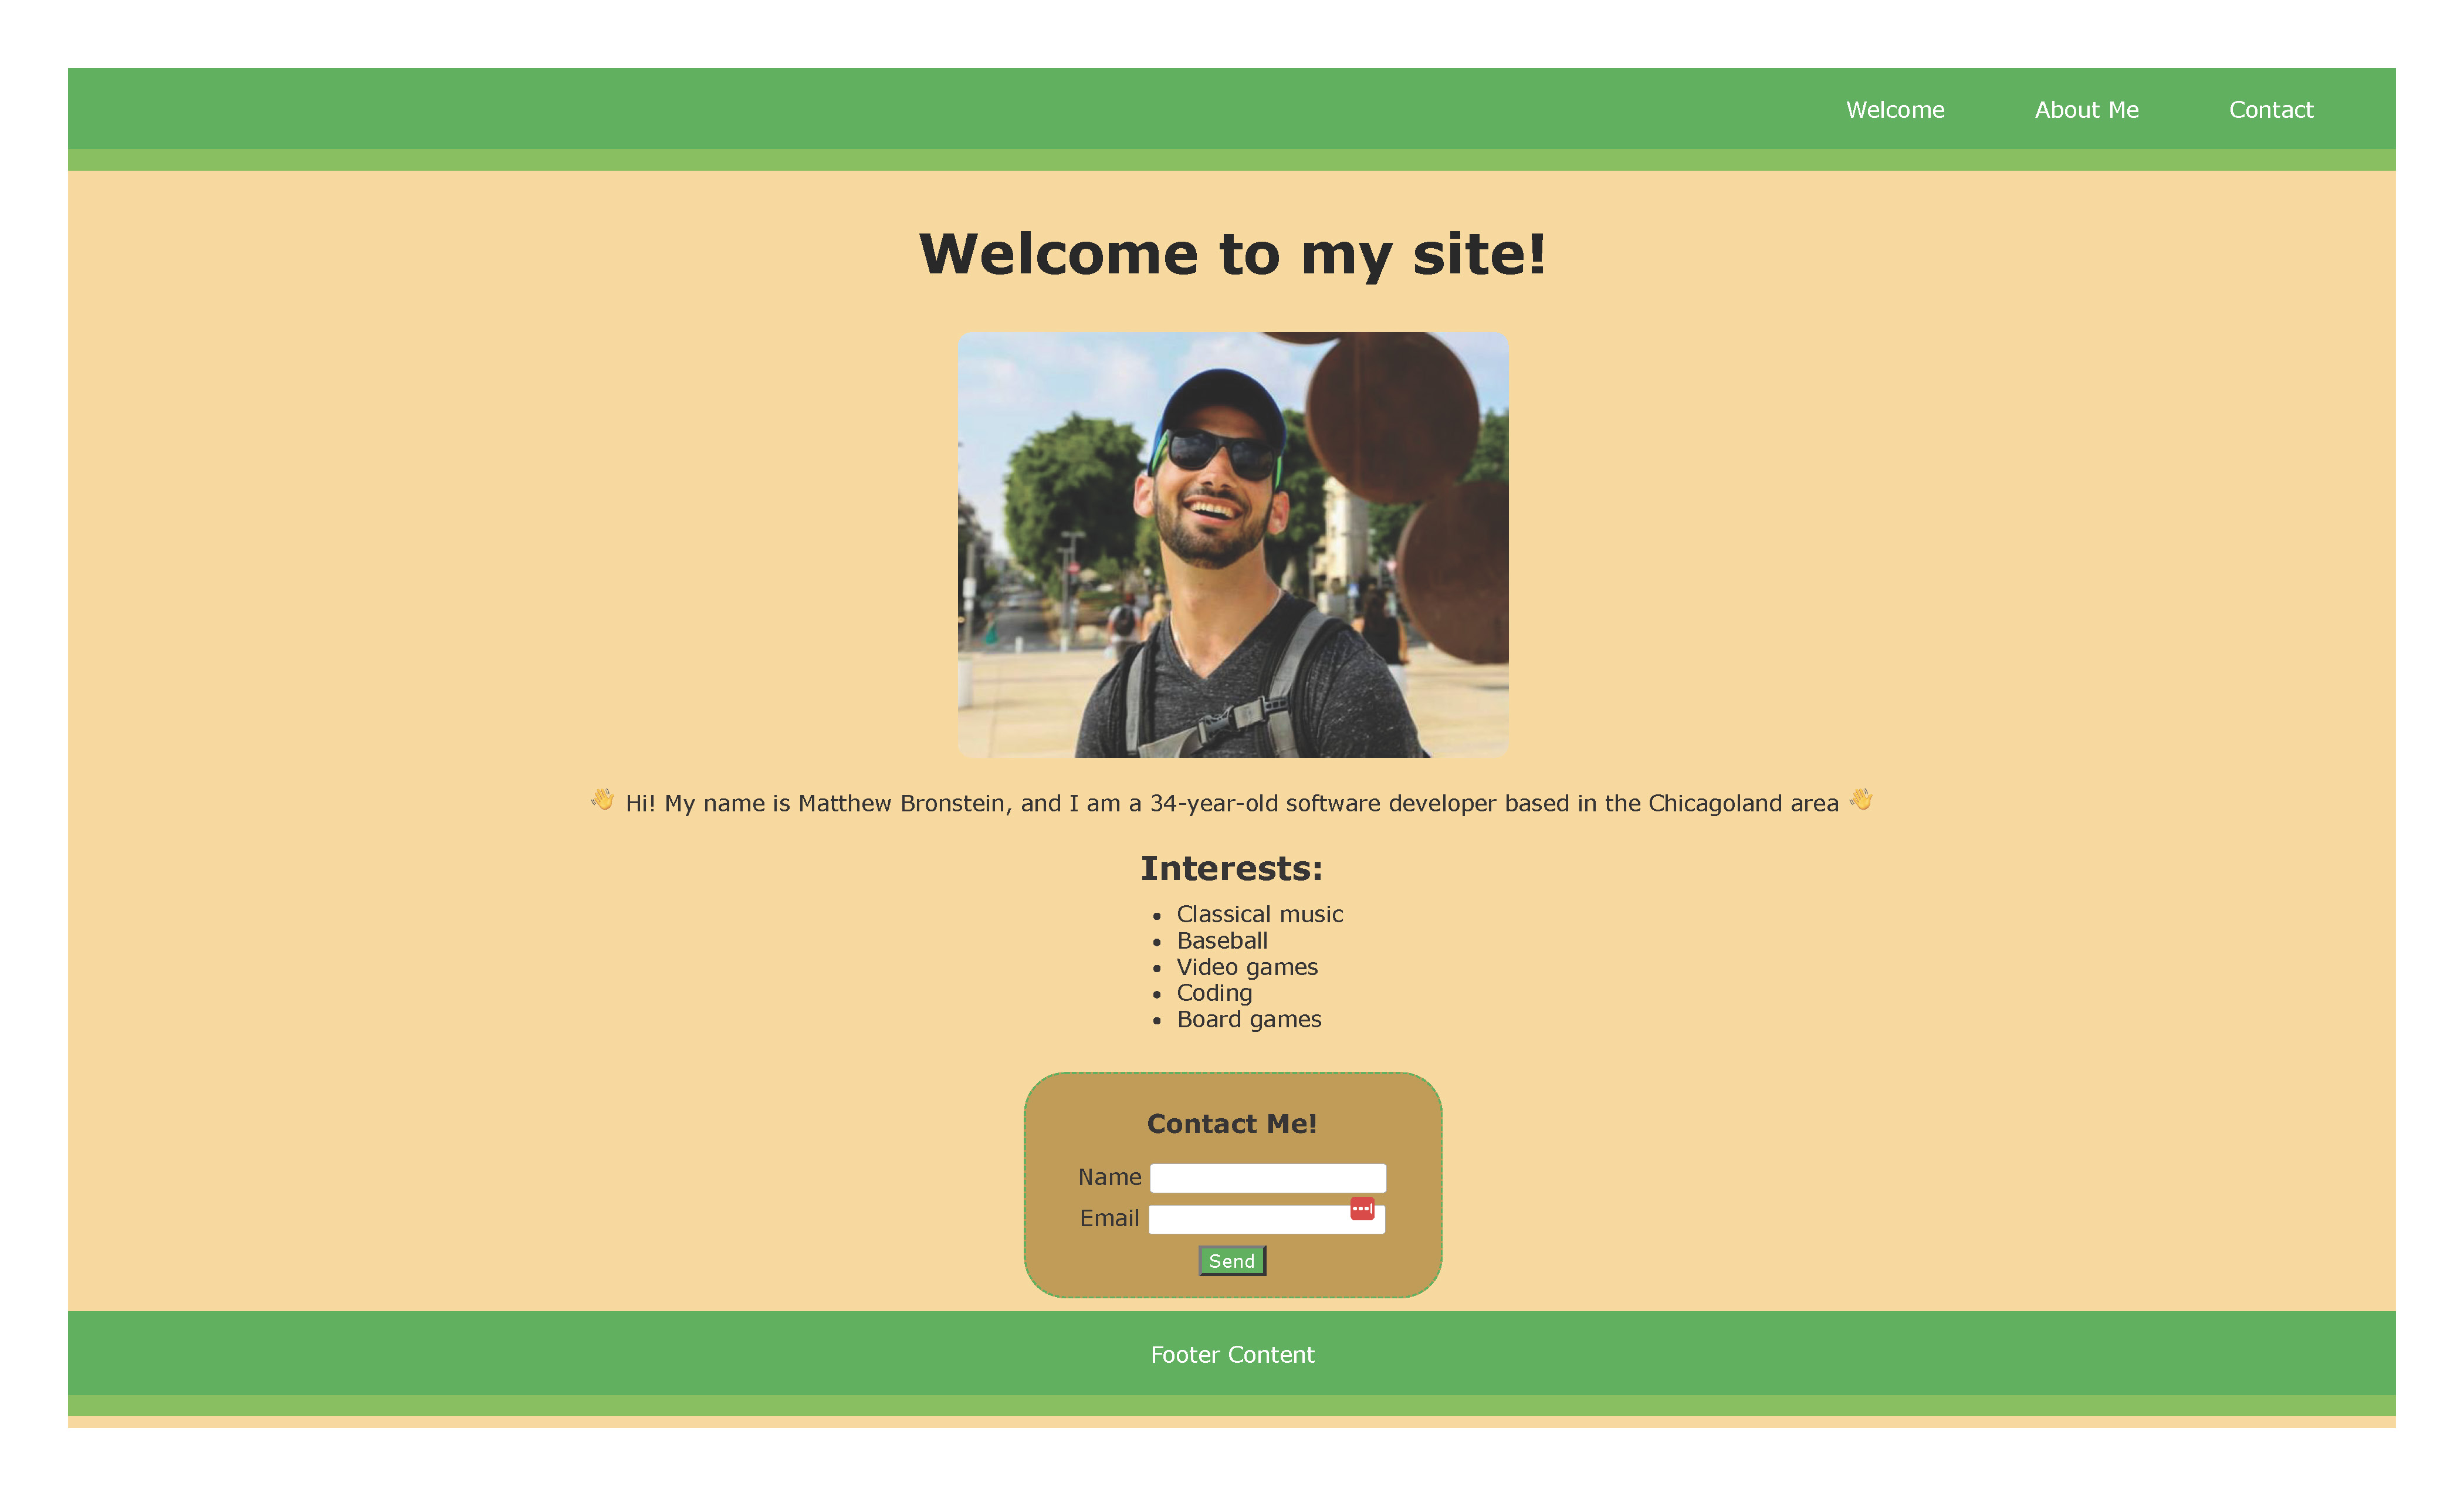 Welcome About Me Contact
Welcome to my site!
👋 Hi! My name is Matthew Bronstein, and I am a 34-year-old software developer based in the Chicagoland area 👋
Interests:
• Classical music
• Baseball
• Video games
• Coding
• Board games
Contact Me!
Name
Email
Send
Footer Content